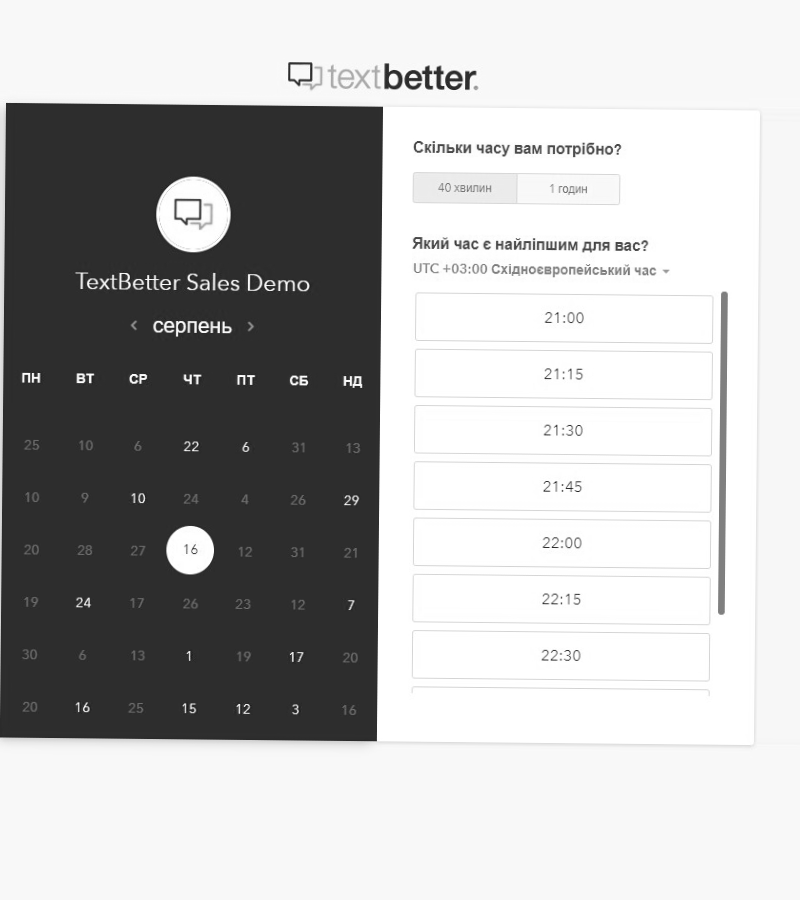 textbetter.
TextBetter Sales Demo
серпень
ПН ВТ СР ЧТ ПТ СБ НД
25 10 6 22 6 31 13
10 9 10 24 4 26 29
20 28 27 16 12 31 21
19 24 17 26 23 12 7
30 6 13 1 19 17 20
20 16 25 15 12 3 16
Скільки часу вам потрібно?
40 хвилин 1 годин
Який час є найліпшим для вас?
UTC +03:00 Східноєвропейський час
21:00
21:15
21:30
21:45
22:00
22:15
22:30